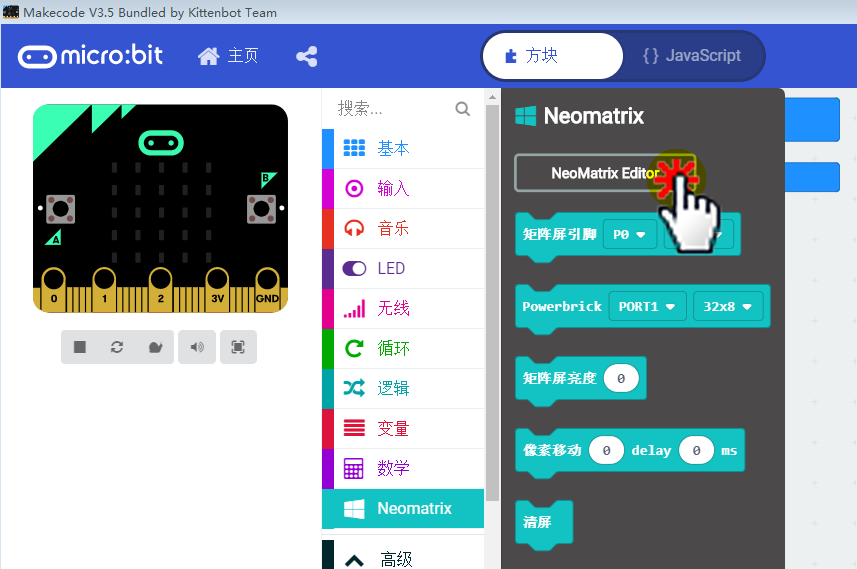 Makecode V3.5 Bundled by Kittenbot Team
micro:bit
主页
方块
{ } JavaScript
搜索...
基本
输入
音乐
LED
无线
循环
逻辑
变量
数学
Neomatrix
高级
B
A
0 1 2 3V GND
Neomatrix
NeoMatrix Editor
矩阵屏引脚 P0
Powerbrick PORT1 32x8
矩阵屏亮度 0
像素移动 0 delay 0 ms
清屏